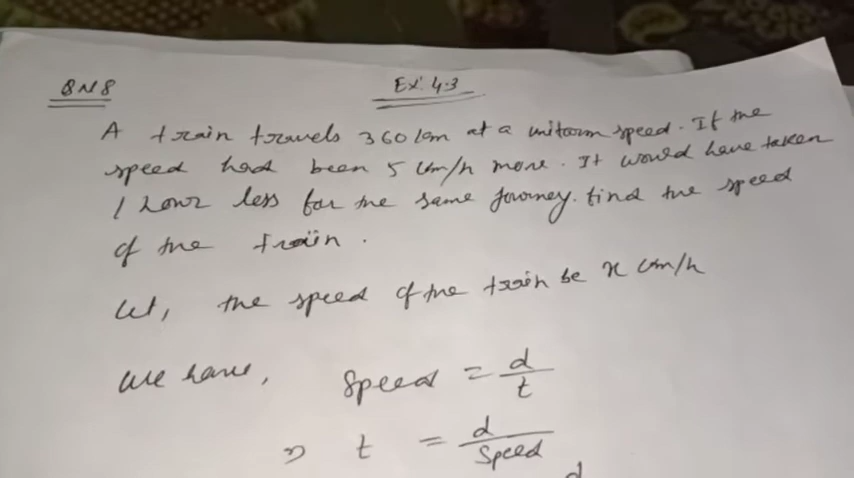 QN8 Ex: 4.3
A train travels 360 km at a uniform speed. If the
speed had been 5 km/h more. It would have taken
1 hour less for the same journey. find the speed
of the train.
Let, the speed of the train be x km/h
We have, Speed = d/t
⇒ t = d/Speed
d